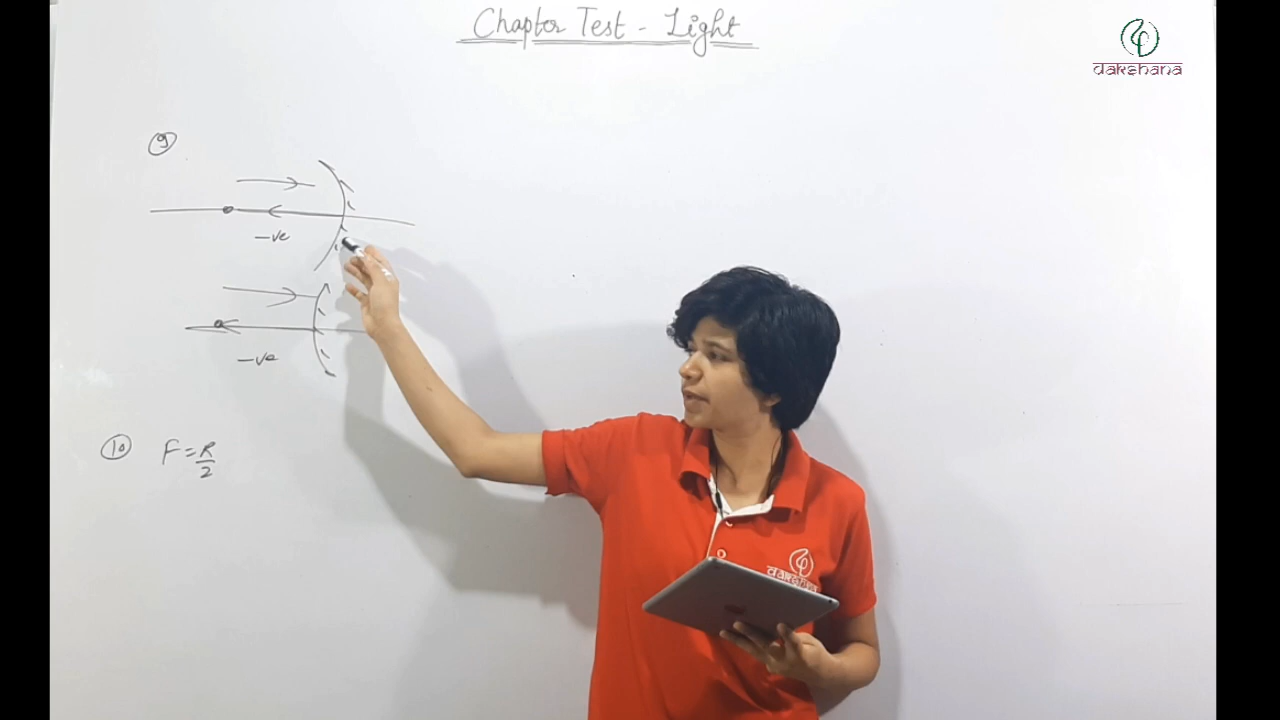 Chapter Test - Light
dakshana
9
-ve
-ve
10 F = R/2
dakshana